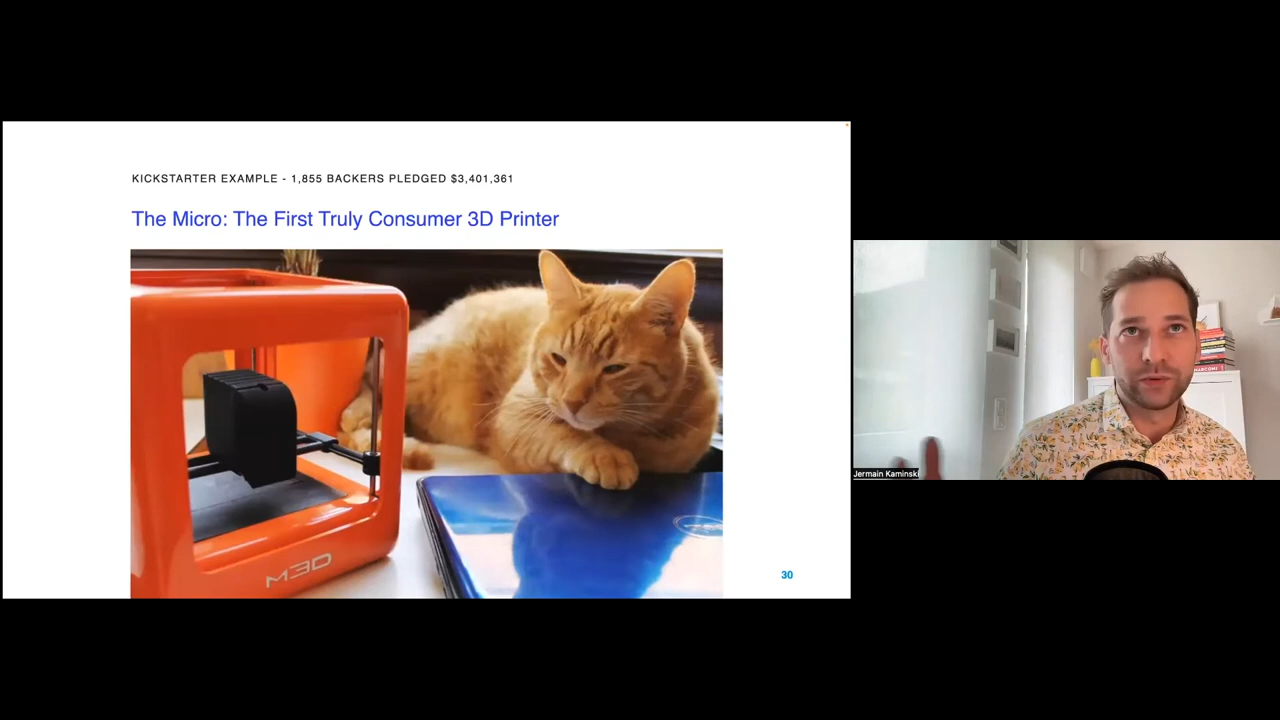 KICKSTARTER EXAMPLE - 1,855 BACKERS PLEDGED $3,401,361
The Micro: The First Truly Consumer 3D Printer
M3D
30
Jermain Kaminski